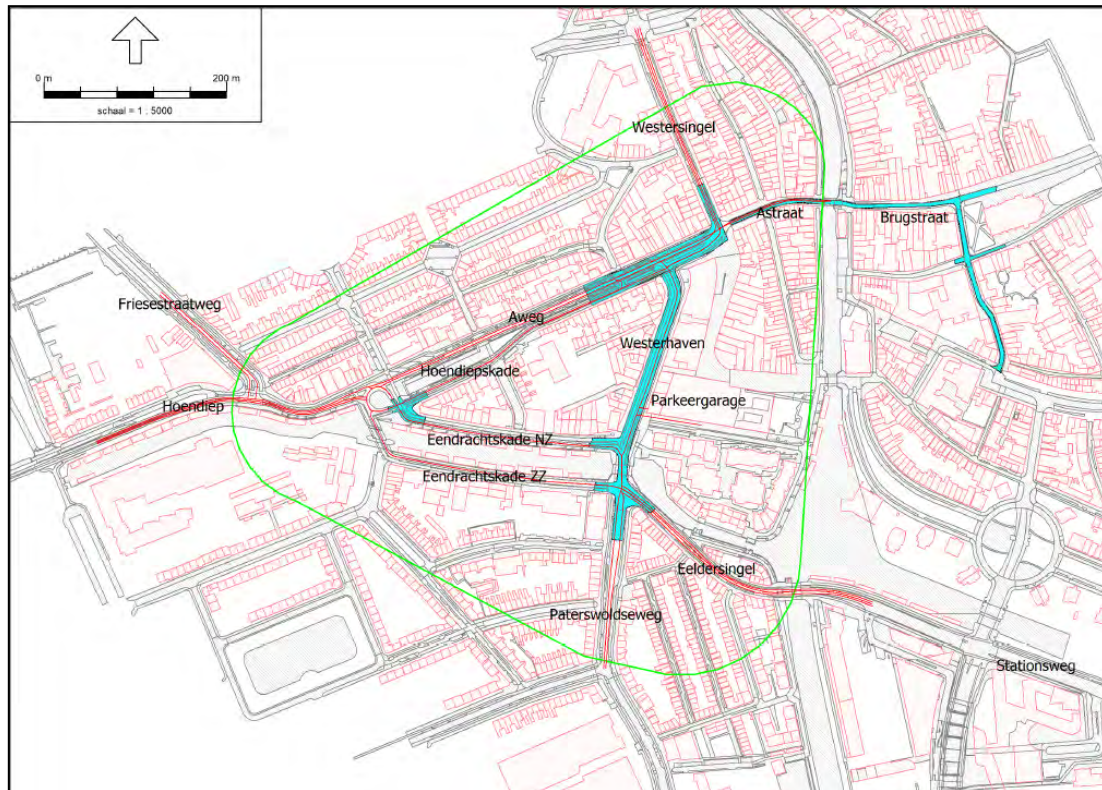 0 m 200 m
schaal = 1 : 5000
Westersingel
Astraat
Brugstraat
Friesestraatweg
Aweg
Westerhaven
Hoendiepskade
Hoendiep
Parkeergarage
Eendrachtskade NZ
Eendrachtskade ZZ
Eeldersingel
Paterswoldseweg
Stationsweg